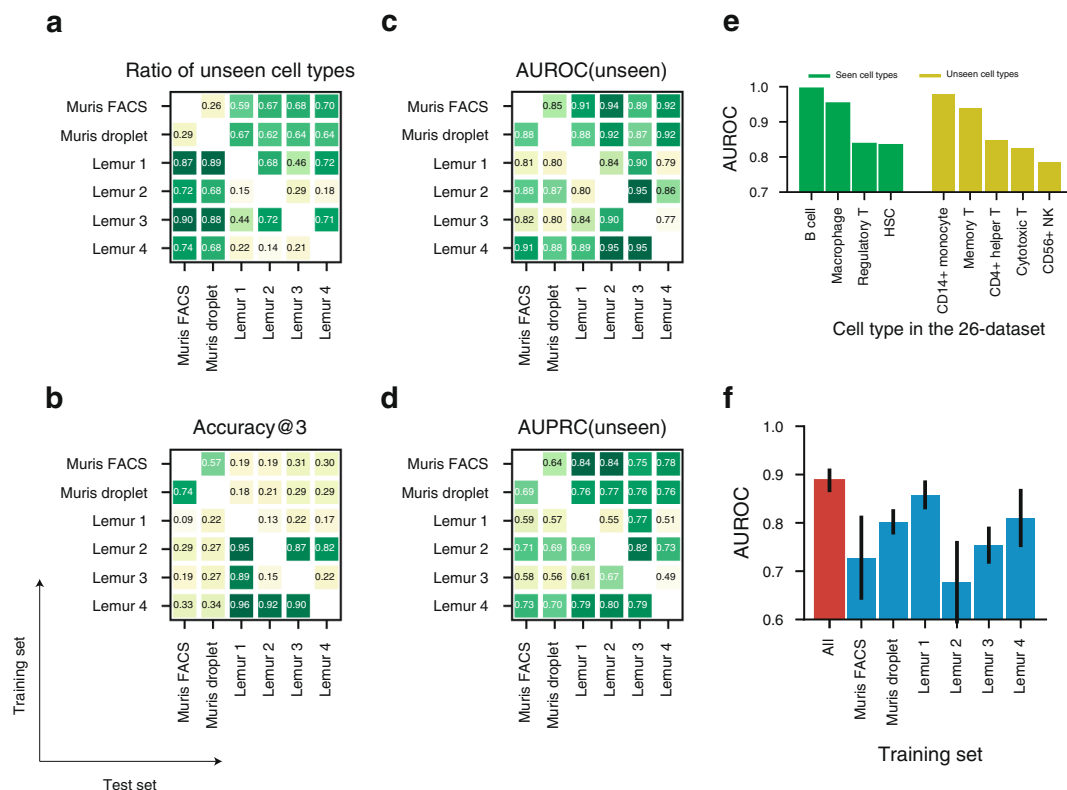 a
Ratio of unseen cell types
Muris FACS 0.26 0.59 0.67 0.68 0.70
Muris droplet 0.29 0.67 0.62 0.64 0.64
Lemur 1 0.87 0.89 0.68 0.46 0.72
Lemur 2 0.72 0.68 0.15 0.29 0.18
Lemur 3 0.90 0.88 0.44 0.72 0.71
Lemur 4 0.74 0.68 0.22 0.14 0.21
Muris FACS
Muris droplet
Lemur 1
Lemur 2
Lemur 3
Lemur 4
b
Accuracy@3
Muris FACS 0.57 0.19 0.19 0.31 0.30
Muris droplet 0.74 0.18 0.21 0.29 0.29
Lemur 1 0.09 0.22 0.13 0.22 0.17
Lemur 2 0.29 0.27 0.95 0.87 0.82
Lemur 3 0.19 0.27 0.89 0.15 0.22
Lemur 4 0.33 0.34 0.96 0.92 0.90
Muris FACS
Muris droplet
Lemur 1
Lemur 2
Lemur 3
Lemur 4
Training set
Test set
c
AUROC(unseen)
Muris FACS 0.85 0.91 0.94 0.89 0.92
Muris droplet 0.88 0.88 0.92 0.87 0.92
Lemur 1 0.81 0.80 0.84 0.90 0.79
Lemur 2 0.88 0.87 0.80 0.95 0.86
Lemur 3 0.82 0.80 0.84 0.90 0.77
Lemur 4 0.91 0.88 0.89 0.95 0.95
Muris FACS
Muris droplet
Lemur 1
Lemur 2
Lemur 3
Lemur 4
d
AUPRC(unseen)
Muris FACS 0.64 0.84 0.84 0.75 0.78
Muris droplet 0.69 0.76 0.77 0.76 0.76
Lemur 1 0.59 0.57 0.55 0.77 0.51
Lemur 2 0.71 0.69 0.69 0.82 0.73
Lemur 3 0.58 0.56 0.61 0.67 0.49
Lemur 4 0.73 0.70 0.79 0.80 0.79
Muris FACS
Muris droplet
Lemur 1
Lemur 2
Lemur 3
Lemur 4
e
Seen cell types
Unseen cell types
AUROC
1.0
0.9
0.8
0.7
B cell
Macrophage
Regulatory T
HSC
CD14+ monocyte
Memory T
CD4+ helper T
Cytotoxic T
CD56+ NK
Cell type in the 26-dataset
f
AUROC
1.0
0.9
0.8
0.7
0.6
All
Muris FACS
Muris droplet
Lemur 1
Lemur 2
Lemur 3
Lemur 4
Training set